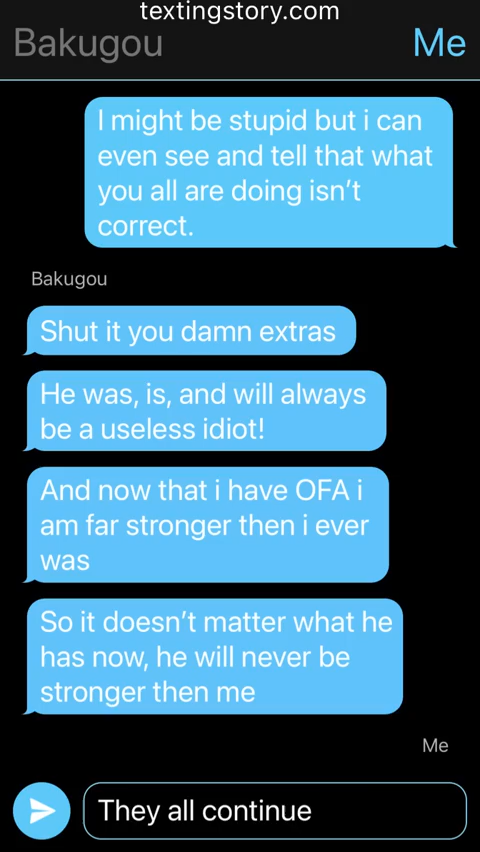 textingstory.com
Bakugou
Me
I might be stupid but i can
even see and tell that what
you all are doing isn’t
correct.
Bakugou
Shut it you damn extras
He was, is, and will always
be a useless idiot!
And now that i have OFA i
am far stronger then i ever
was
So it doesn’t matter what he
has now, he will never be
stronger then me
Me
They all continue